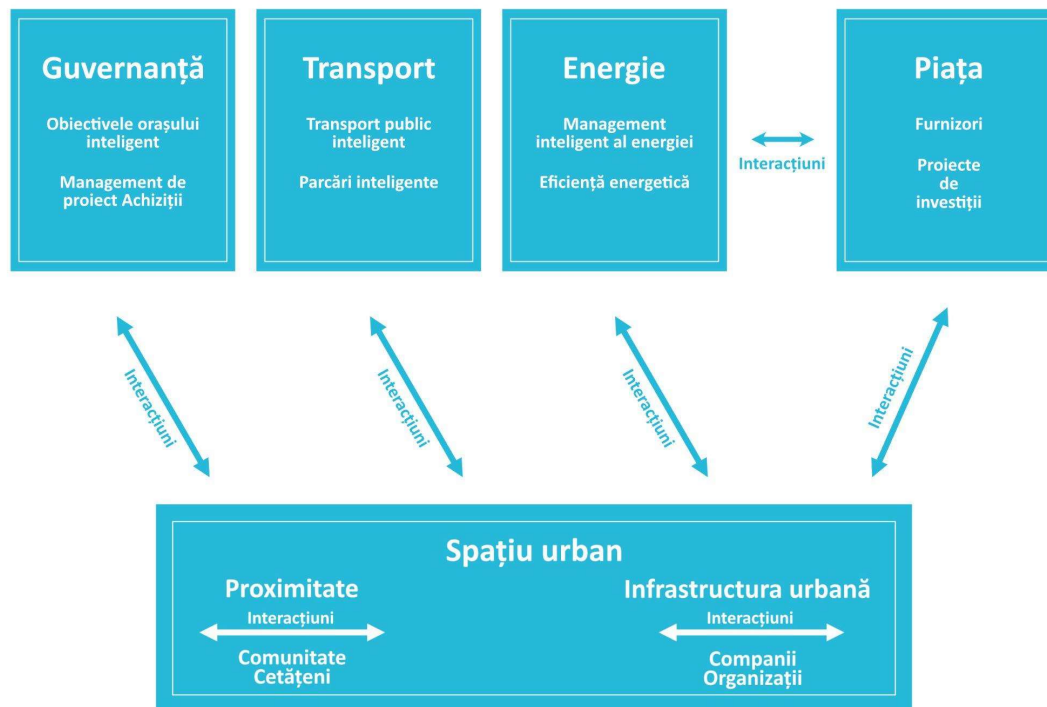 Guvernanță
Obiectivele orașului
inteligent
Management de
proiect Achiziții
Transport
Transport public
inteligent
Parcări inteligente
Energie
Management
inteligent al energiei
Eficiență energetică
Interacțiuni
Piața
Furnizori
Proiecte
de
investiții
Interacțiuni
Interacțiuni
Interacțiuni
Interacțiuni
Spațiu urban
Proximitate
Interacțiuni
Comunitate
Cetățeni
Infrastructura urbană
Interacțiuni
Companii
Organizații